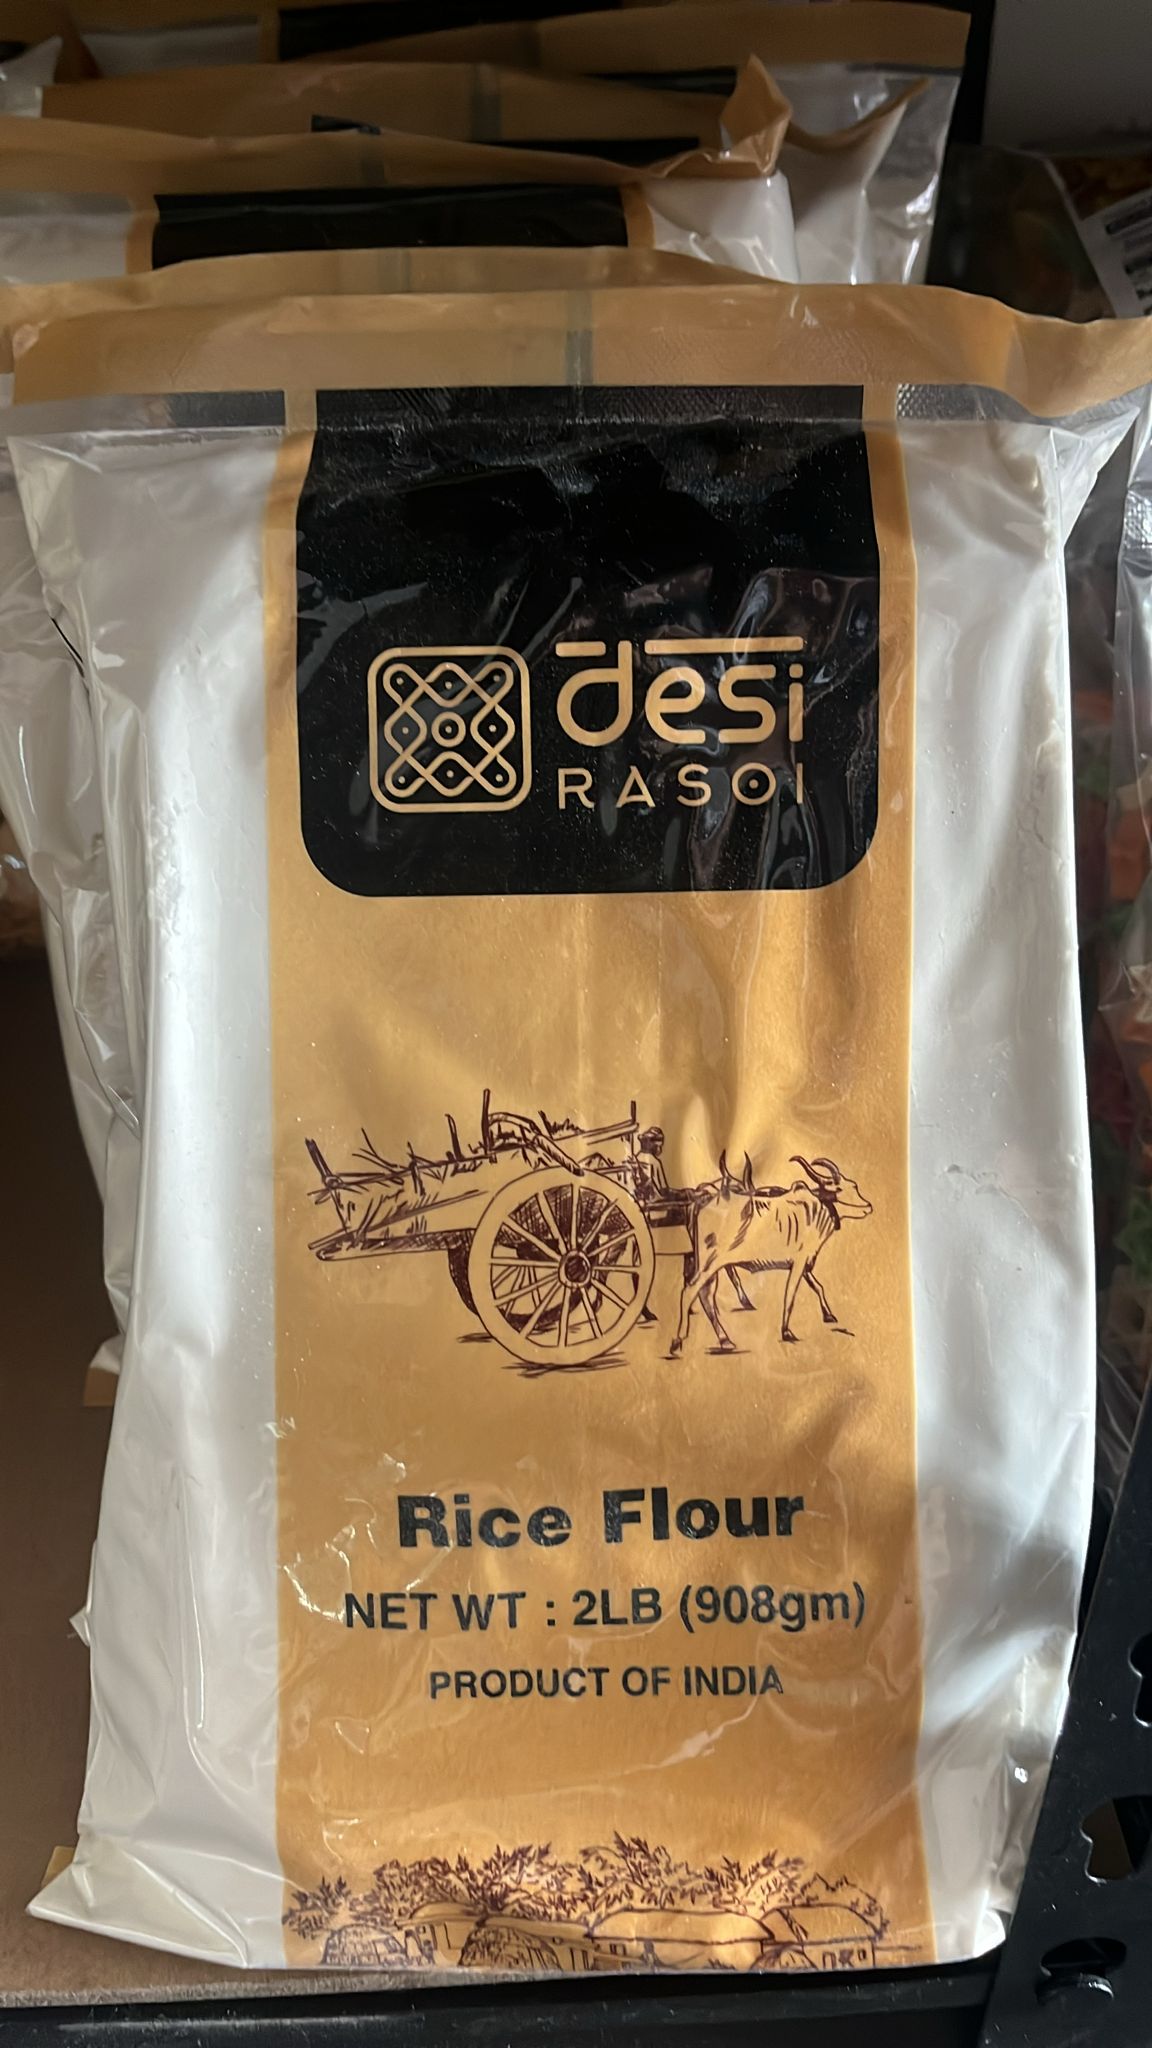 desi
RASOI
Rice Flour
NET WT : 2LB (908gm)
PRODUCT OF INDIA